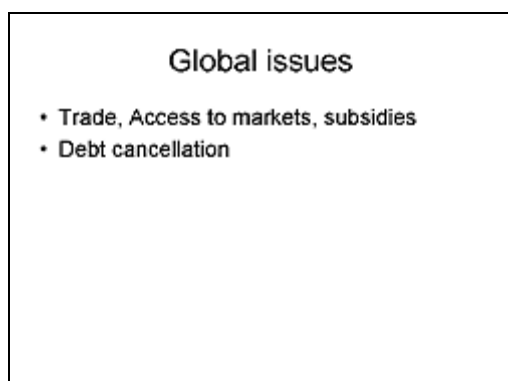 Global issues
• Trade, Access to markets, subsidies
• Debt cancellation